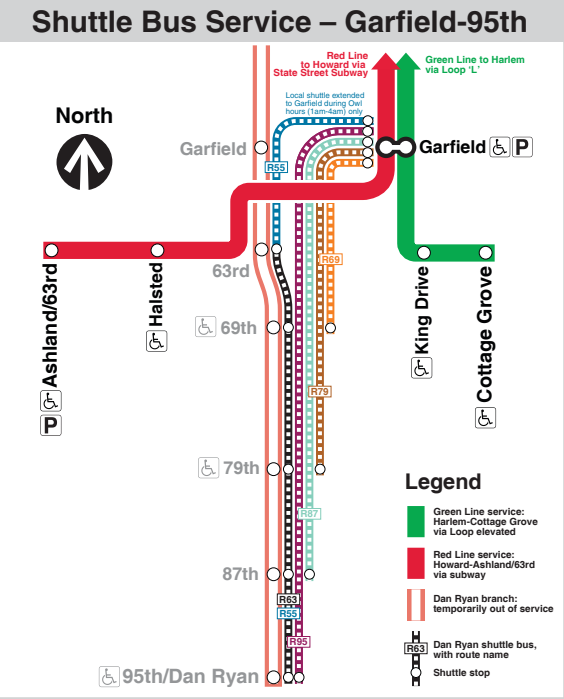 Shuttle Bus Service – Garfield-95th
Red Line
to Howard via
State Street Subway
Green Line to Harlem
via Loop ‘L’
Local shuttle extended
to Garfield during Owl
hours (1am-4am) only
North
Garfield
Garfield
P
R55
63rd
R69
Ashland/63rd
P
Halsted
King Drive
Cottage Grove
69th
R79
79th
R87
87th
R63
R55
R95
95th/Dan Ryan
Legend
Green Line service:
Harlem-Cottage Grove
via Loop elevated
Red Line service:
Howard-Ashland/63rd
via subway
Dan Ryan branch:
temporarily out of service
R63
Dan Ryan shuttle bus,
with route name
Shuttle stop